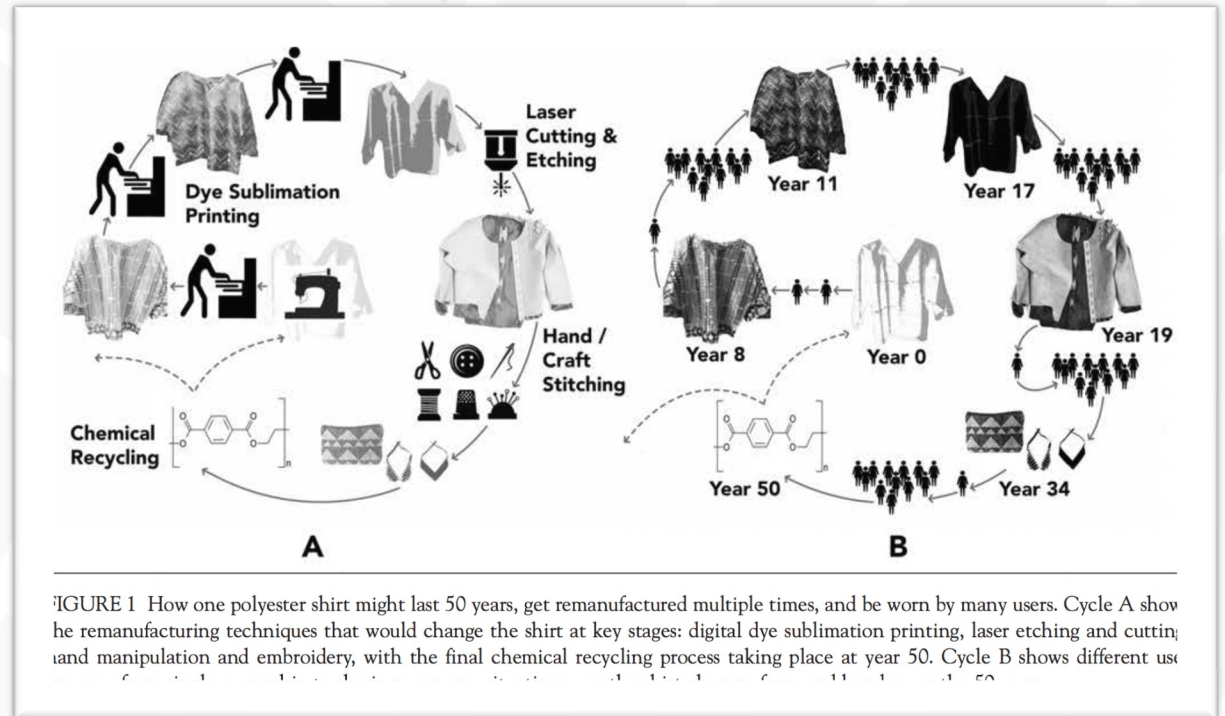 Laser
Cutting &
Etching
Dye Sublimation
Printing
Hand /
Craft
Stitching
Chemical
Recycling
O
O
O
O
n
A
Year 11
Year 17
Year 8
Year 0
Year 19
Year 34
O
O
O
O
n
Year 50
B
FIGURE 1 How one polyester shirt might last 50 years, get remanufactured multiple times, and be worn by many users. Cycle A show
he remanufacturing techniques that would change the shirt at key stages: digital dye sublimation printing, laser etching and cutting
hand manipulation and embroidery, with the final chemical recycling process taking place at year 50. Cycle B shows different use